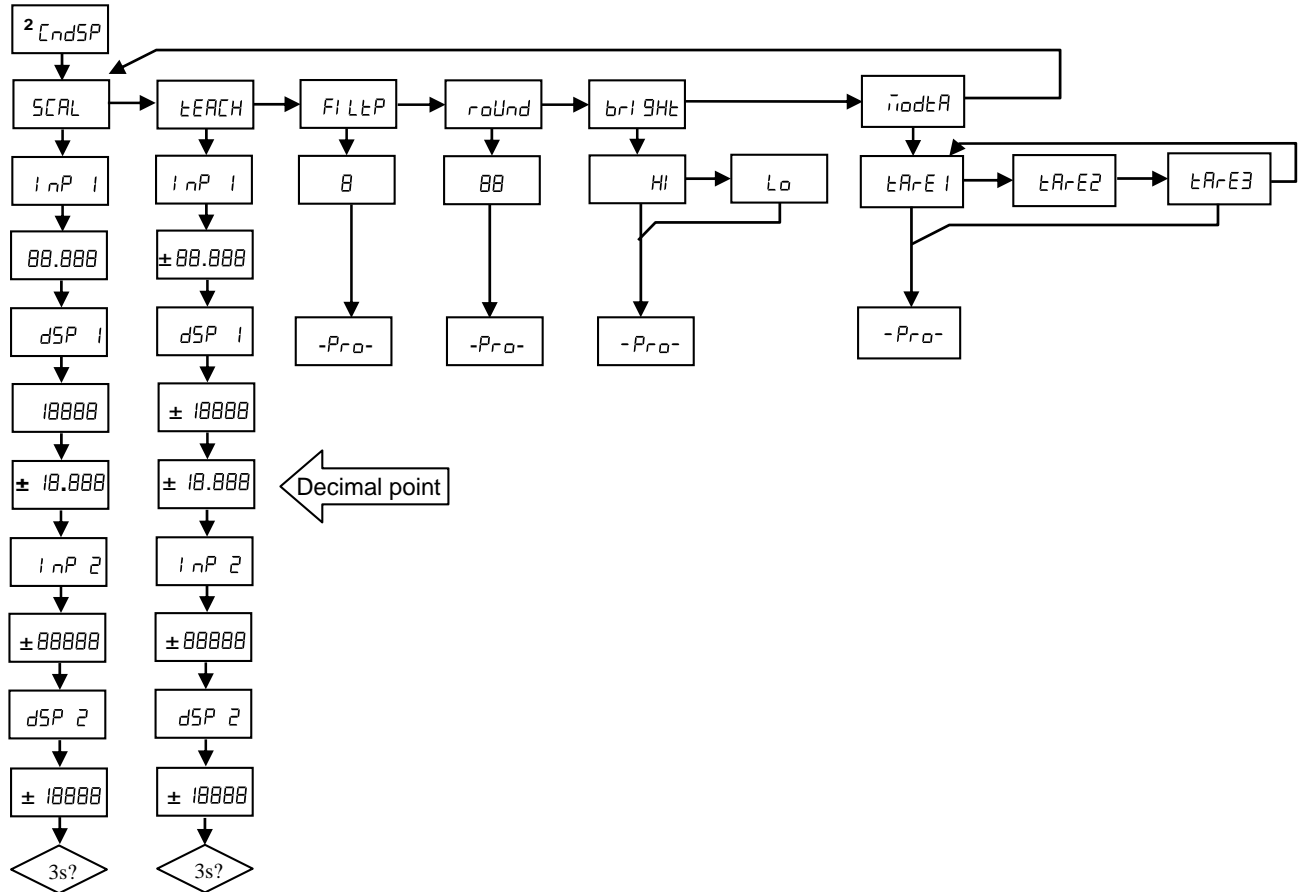 2 CndSP
SCAL tEACH FILtP roUnd brIgHt ModtA
InP 1 InP 1 8 88 HI Lo tArE1 tArE2 tArE3
88.888 ±88.888
dSP 1 dSP 1 -Pro- -Pro- -Pro- -Pro-
18888 ± 18888
± 18.888 ± 18.888 Decimal point
InP 2 InP 2
±88888 ±88888
dSP 2 dSP 2
± 18888 ± 18888
3s? 3s?